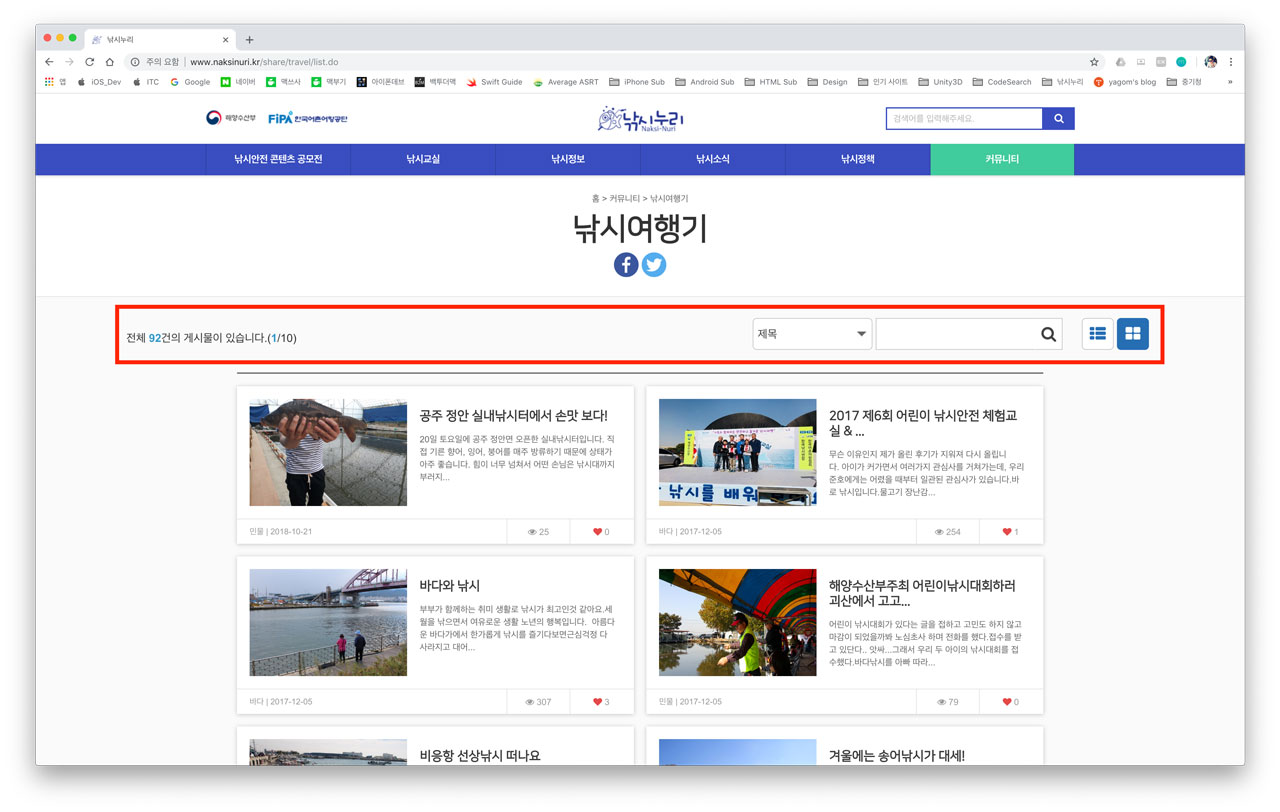 낚시누리
주의 요함 | www.naksinuri.kr/share/travel/list.do
앱 iOS_Dev ITC Google 네이버 맥쓰사 맥부기 아이폰데브 백투더맥 Swift Guide Average ASRT iPhone Sub Android Sub HTML Sub Design 인기 사이트 Unity3D CodeSearch 낚시누리 yagom's blog 중기청 »
해양수산부 FiPA 한국어촌어항공단 낚시누리 검색어를 입력해주세요.
Naksi-Nuri
낚시안전 콘텐츠 공모전 낚시교실 낚시정보 낚시소식 낚시정책 커뮤니티
홈 > 커뮤니티 > 낚시여행기
낚시여행기
전체 92건의 게시물이 있습니다.(1/10) 제목
공주 정안 실내낚시터에서 손맛 보다!
20일 토요일에 공주 정안면 오픈한 실내낚시터입니다. 직
접 기른 향어, 잉어, 붕어를 매주 방류하기 때문에 상태가
아주 좋습니다. 힘이 너무 넘쳐서 어떤 손님은 낚시대까지
부러지...
민물 | 2018-10-21 25 0
2017 제6회 어린이 낚시안전 체험교
실 & ...
무슨 이유인지 제가 올린 후기가 지워져 다시 올립니
다. 아이가 커가면서 여러가지 관심사를 거쳐가는데, 우리
준호에게는 어렸을 때부터 일관된 관심사가 있습니다.바
로 낚시입니다.물고기 장난감...
낚시를 배워
바다 | 2017-12-05 254 1
바다와 낚시
부부가 함께하는 취미 생활로 낚시가 최고인것 같아요.세
월을 낚으면서 여유로운 생활 노년의 행복입니다. 아름다
운 바다가에서 한가롭게 낚시를 즐기다보면근심걱정 다
사라지고 대어...
바다 | 2017-12-05 307 3
해양수산부주최 어린이낚시대회하러
괴산에서 고고...
어린이 낚시대회가 있다는 글을 접하고 고민도 하지 않고
마감이 되었을까봐 노심초사 하며 전화를 했다.접수를 받
고 있단다.. 앗싸...그래서 우리 두 아이의 낚시대회를 접
수했다.바다낚시를 아빠 따라...
민물 | 2017-12-05 79 0
비응항 선상낚시 떠나요
겨울에는 송어낚시가 대세!